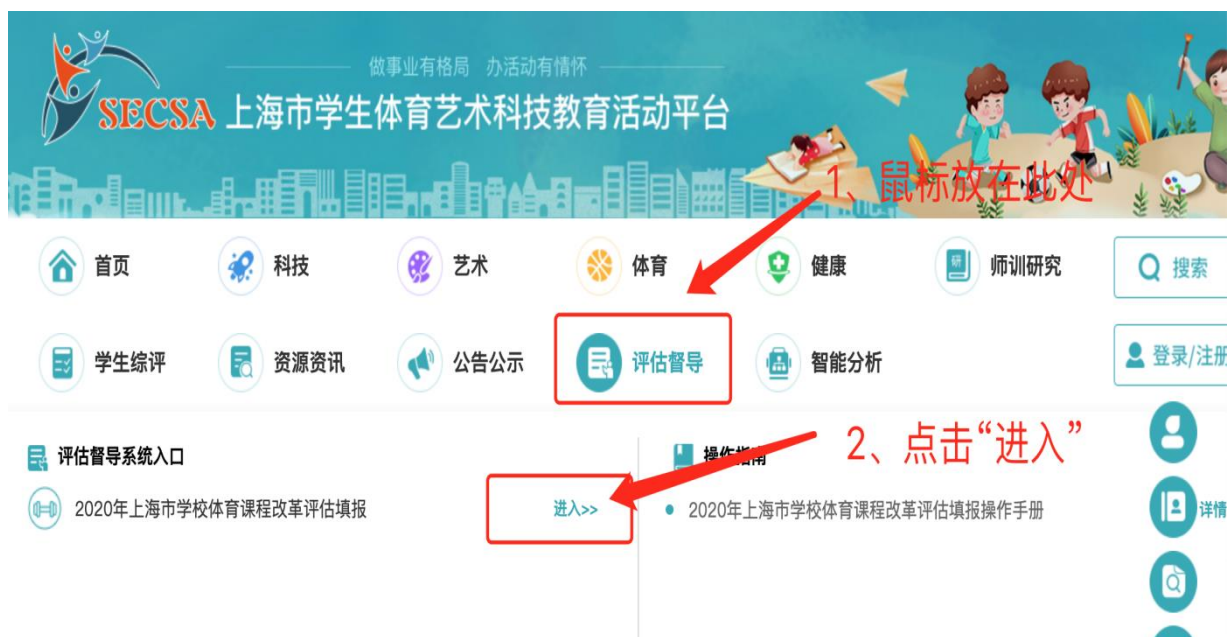 做事业有格局 办活动有情怀
SECSA 上海市学生体育艺术科技教育活动平台
1、鼠标放在此处
首页 科技 艺术 体育 健康 研 师训研究 搜索
学生综评 资源资讯 公告公示 评估督导 智能分析 登录/注册
2、点击“进入”
评估督导系统入口 操作指南
2020年上海市学校体育课程改革评估填报 进入>> 2020年上海市学校体育课程改革评估填报操作手册 详情